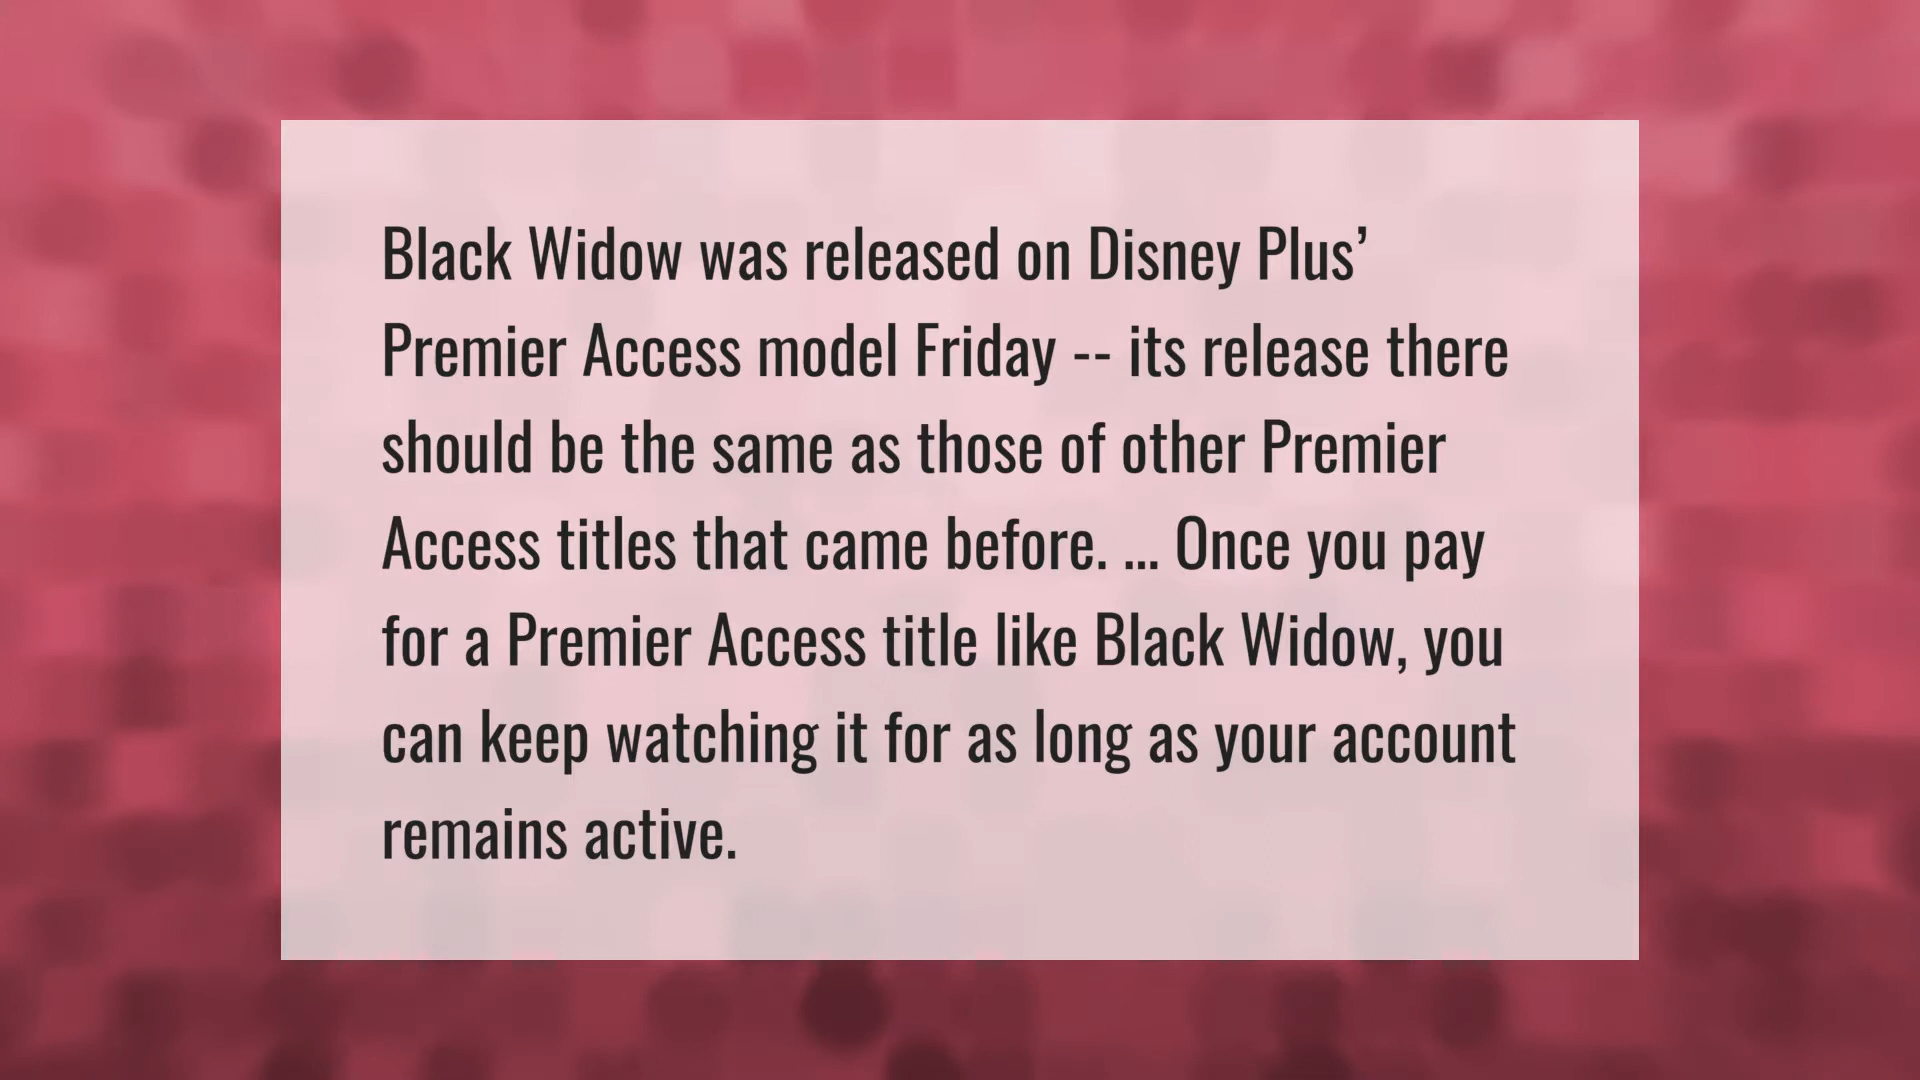 Black Widow was released on Disney Plus’
Premier Access model Friday -- its release there
should be the same as those of other Premier
Access titles that came before. ... Once you pay
for a Premier Access title like Black Widow, you
can keep watching it for as long as your account
remains active.